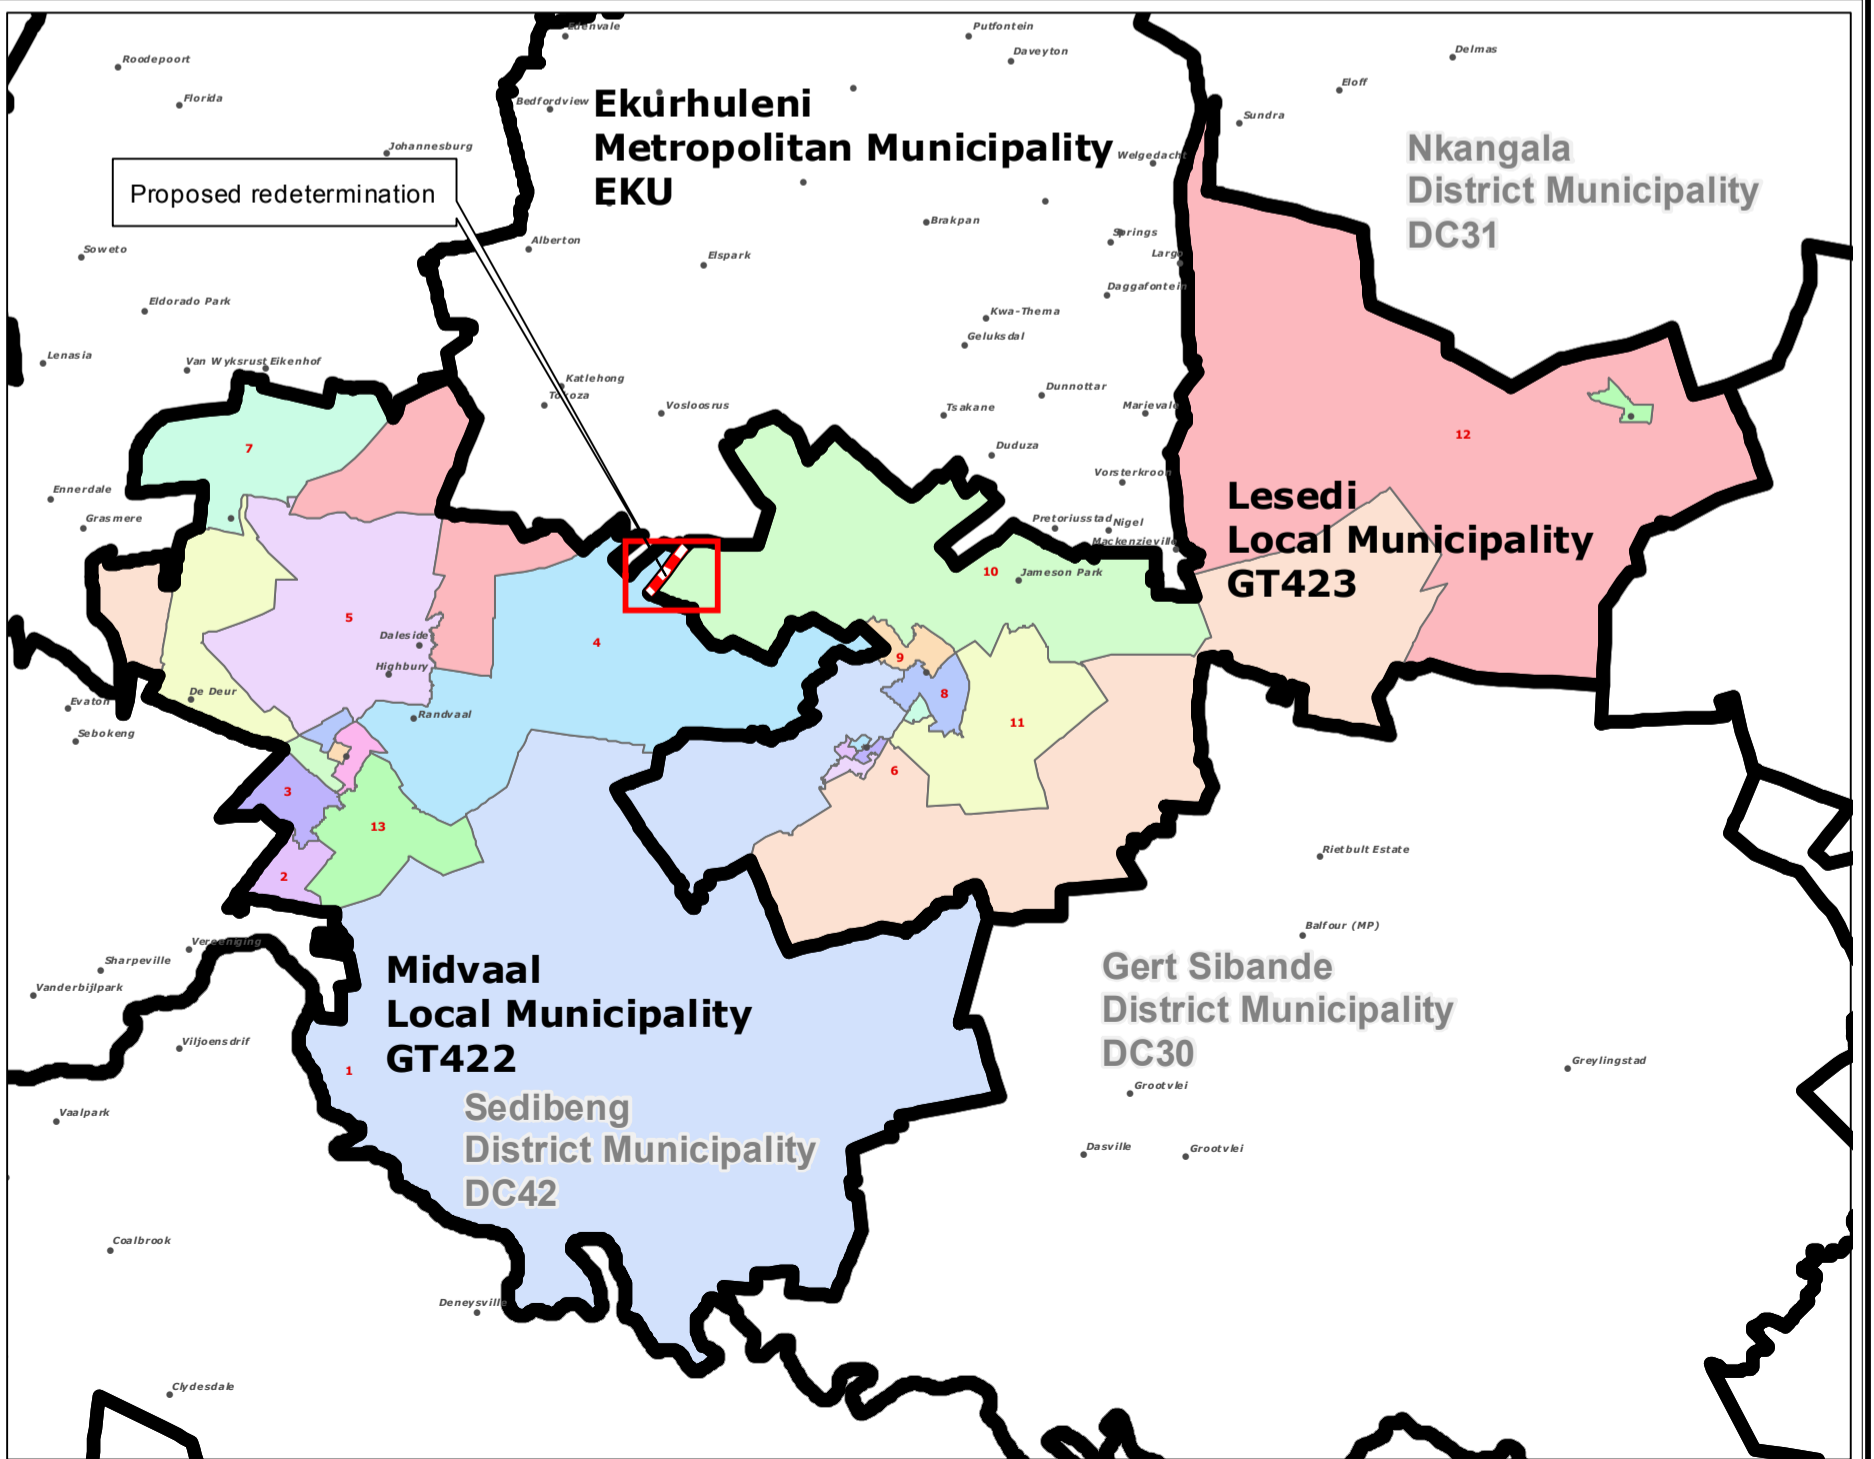 Edenvale
Putfontein
Daveyton
Delmas
Roodepoort
Eloff
Florida
Bedfordview
Ekurhuleni
Metropolitan Municipality
EKU
Sundra
Johannesburg
Welgedacht
Nkangala
District Municipality
DC31
Proposed redetermination
Brakpan
Springs
Alberton
Soweto
Elspark
Largo
Daggafontein
Eldorado Park
Kwa-Thema
Geluksdal
Lenasia
Van Wyksrust
Eikenhof
Katlehong
Tokoza
Vosloosrus
Dunnottar
Tsakane
Marievale
7
12
Duduza
Vorsterkroon
Ennerdale
Grasmere
Lesedi
Local Municipality
GT423
Pretoriusstad
Nigel
Mackenzieville
10
Jameson Park
5
Daleside
4
9
Highbury
8
De Deur
Evaton
Randvaal
11
Sebokeng
6
3
13
Rietbult Estate
2
Balfour (MP)
Vereeniging
Sharpeville
Vanderbijlpark
Midvaal
Local Municipality
GT422
Gert Sibande
District Municipality
DC30
Viljoensdrif
1
Greylingstad
Grootvlei
Sedibeng
District Municipality
DC42
Vaalpark
Dasville
Grootvlei
Coalbrook
Deneysville
Clydesdale